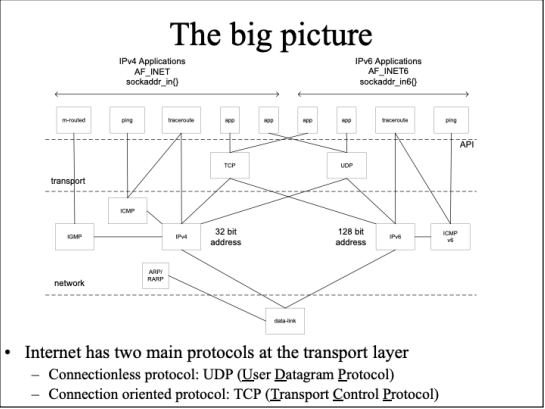 The big picture
IPv4 Applications
AF_INET
sockaddr_in{}
IPv6 Applications
AF_INET6
sockaddr_in6{}
m-routed
ping
traceroute
app
app
app
app
traceroute
ping
API
TCP
UDP
transport
ICMP
IGMP
IPv4
32 bit
address
128 bit
address
IPv6
ICMP
v6
ARP/
RARP
network
data-link
• Internet has two main protocols at the transport layer
– Connectionless protocol: UDP (User Datagram Protocol)
– Connection oriented protocol: TCP (Transport Control Protocol)